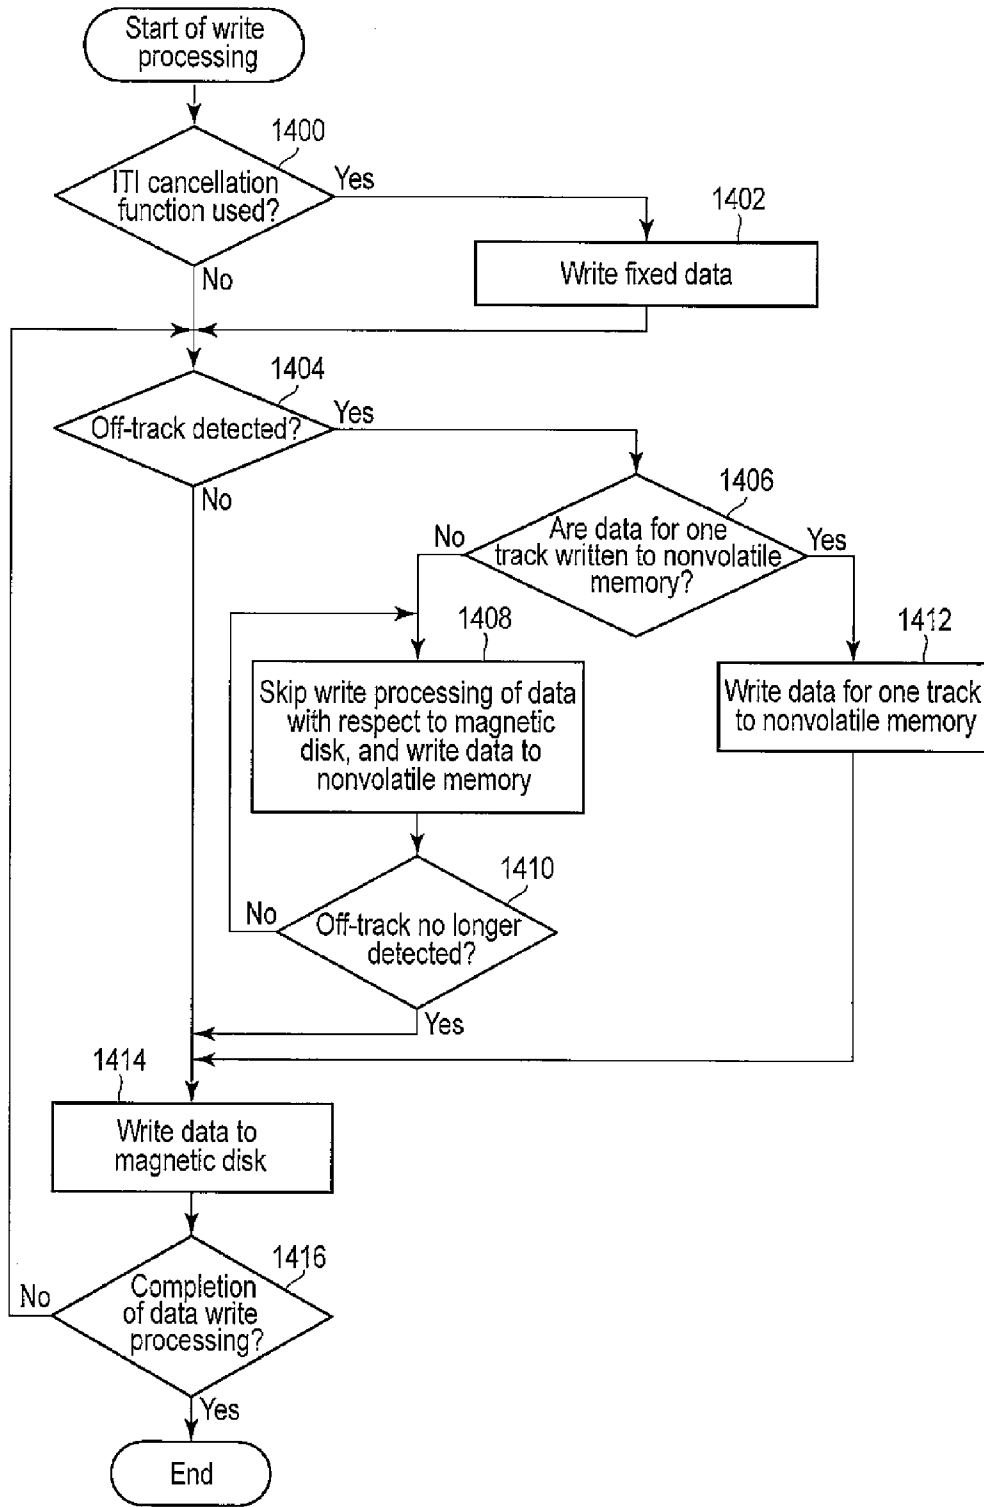 Start of write
processing
1400
ITI cancellation
function used?
Yes
No
1402
Write fixed data
1404
Off-track detected?
Yes
No
1406
Are data for one
track written to nonvolatile
memory?
No
Yes
1408
Skip write processing of data
with respect to magnetic
disk, and write data to
nonvolatile memory
1412
Write data for one track
to nonvolatile memory
1410
Off-track no longer
detected?
No
Yes
1414
Write data to
magnetic disk
1416
Completion
of data write
processing?
No
Yes
End